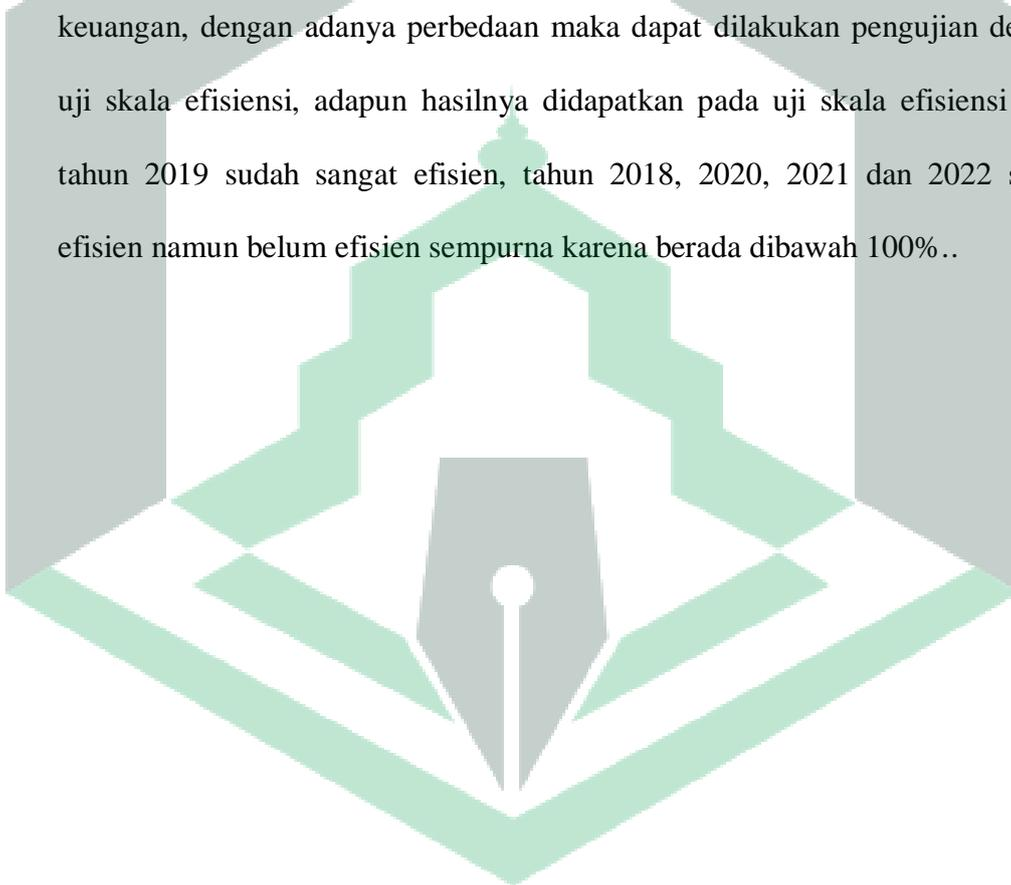 keuangan, dengan adanya perbedaan maka dapat dilakukan pengujian
uji skala efisiensi, adapun hasilnya didapatkan pada uji skala efisiensi
tahun 2019 sudah sangat efisien, tahun 2018, 2020, 2021 dan 2022
efisien namun belum efisien sempurna karena berada dibawah 100%..